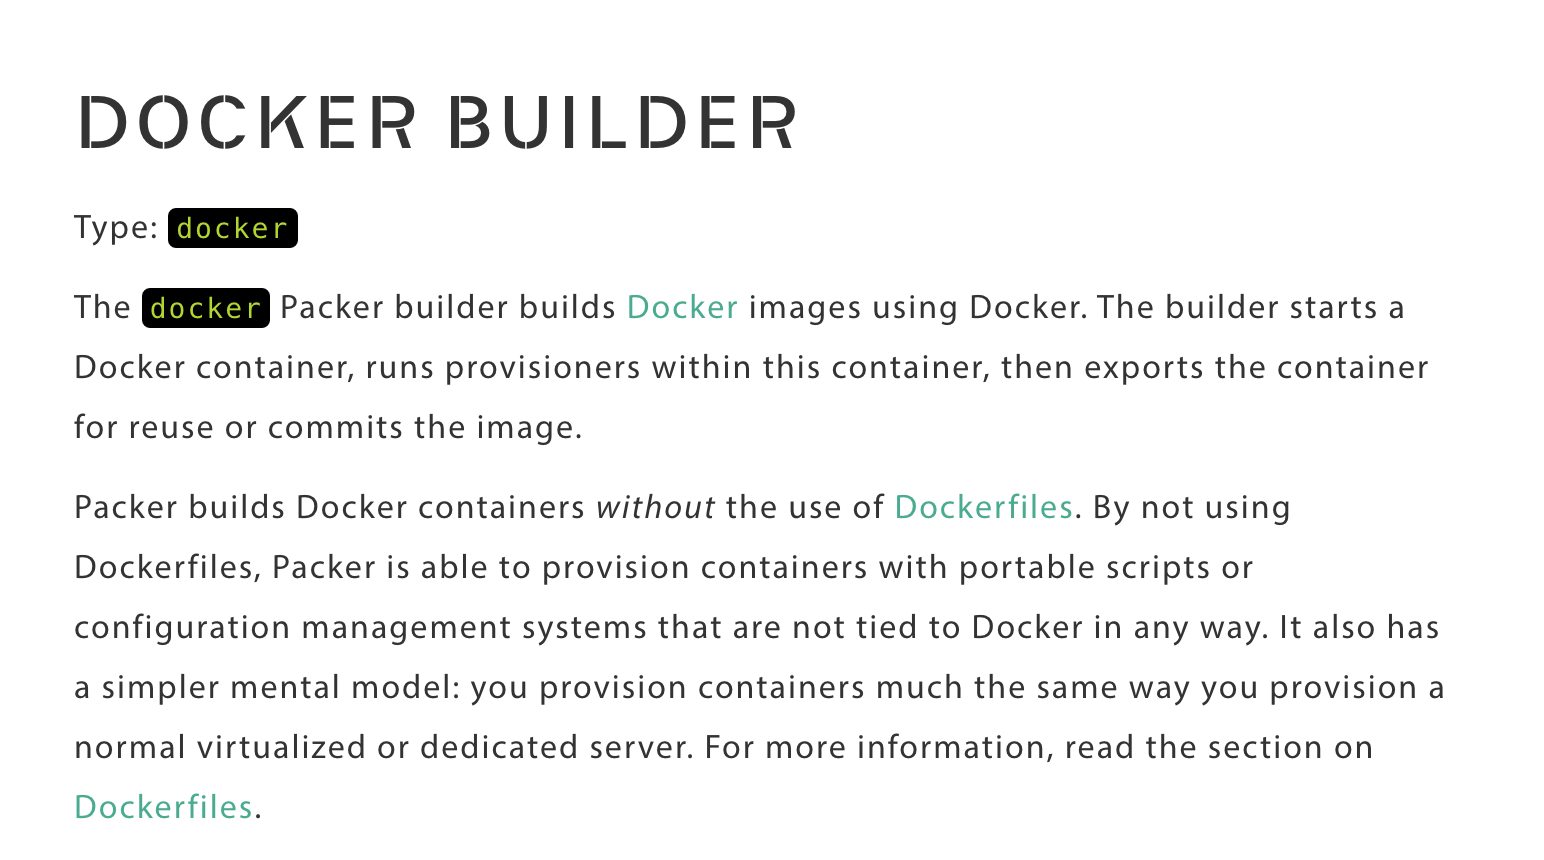 DOCKER BUILDER
Type: docker
The docker Packer builder builds Docker images using Docker. The builder starts a
Docker container, runs provisioners within this container, then exports the container
for reuse or commits the image.
Packer builds Docker containers without the use of Dockerfiles. By not using
Dockerfiles, Packer is able to provision containers with portable scripts or
configuration management systems that are not tied to Docker in any way. It also has
a simpler mental model: you provision containers much the same way you provision a
normal virtualized or dedicated server. For more information, read the section on
Dockerfiles.